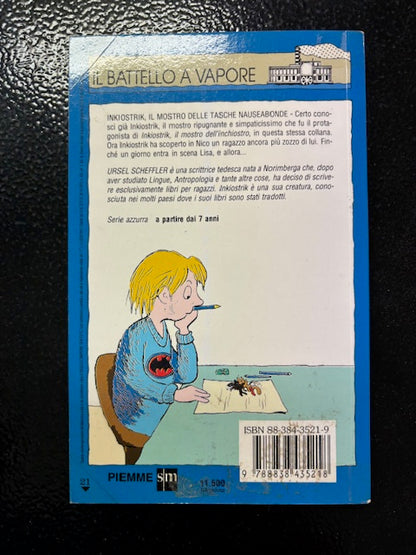 IL BATTELLO A VAPORE
INKIOSTRIK, IL MOSTRO DELLE TASCHE NAUSEABONDE - Certo cono-
sci già Inkiostrik, il mostro ripugnante e simpaticissimo che fu il prota-
gonista di Inkiostrik, il mostro dell'inchiostro, in questa stessa collana.
Ora Inkiostrik ha scoperto in Nico un ragazzo ancora più zozzo di lui. Fin-
ché un giorno entra in scena Lisa, e allora...
URSEL SCHEFFLER è una scrittrice tedesca nata a Norimberga che, dopo
aver studiato Lingue, Antropologia e tante altre cose, ha deciso di scrive-
re esclusivamente libri per ragazzi. Inkiostrik è una sua creatura, cono-
sciuta nei molti paesi dove i suoi libri sono stati tradotti.
Serie azzurra a partire dai 7 anni
ISBN 88-384-3521-9
9 788838 435218
21
PIEMME sm
11.500